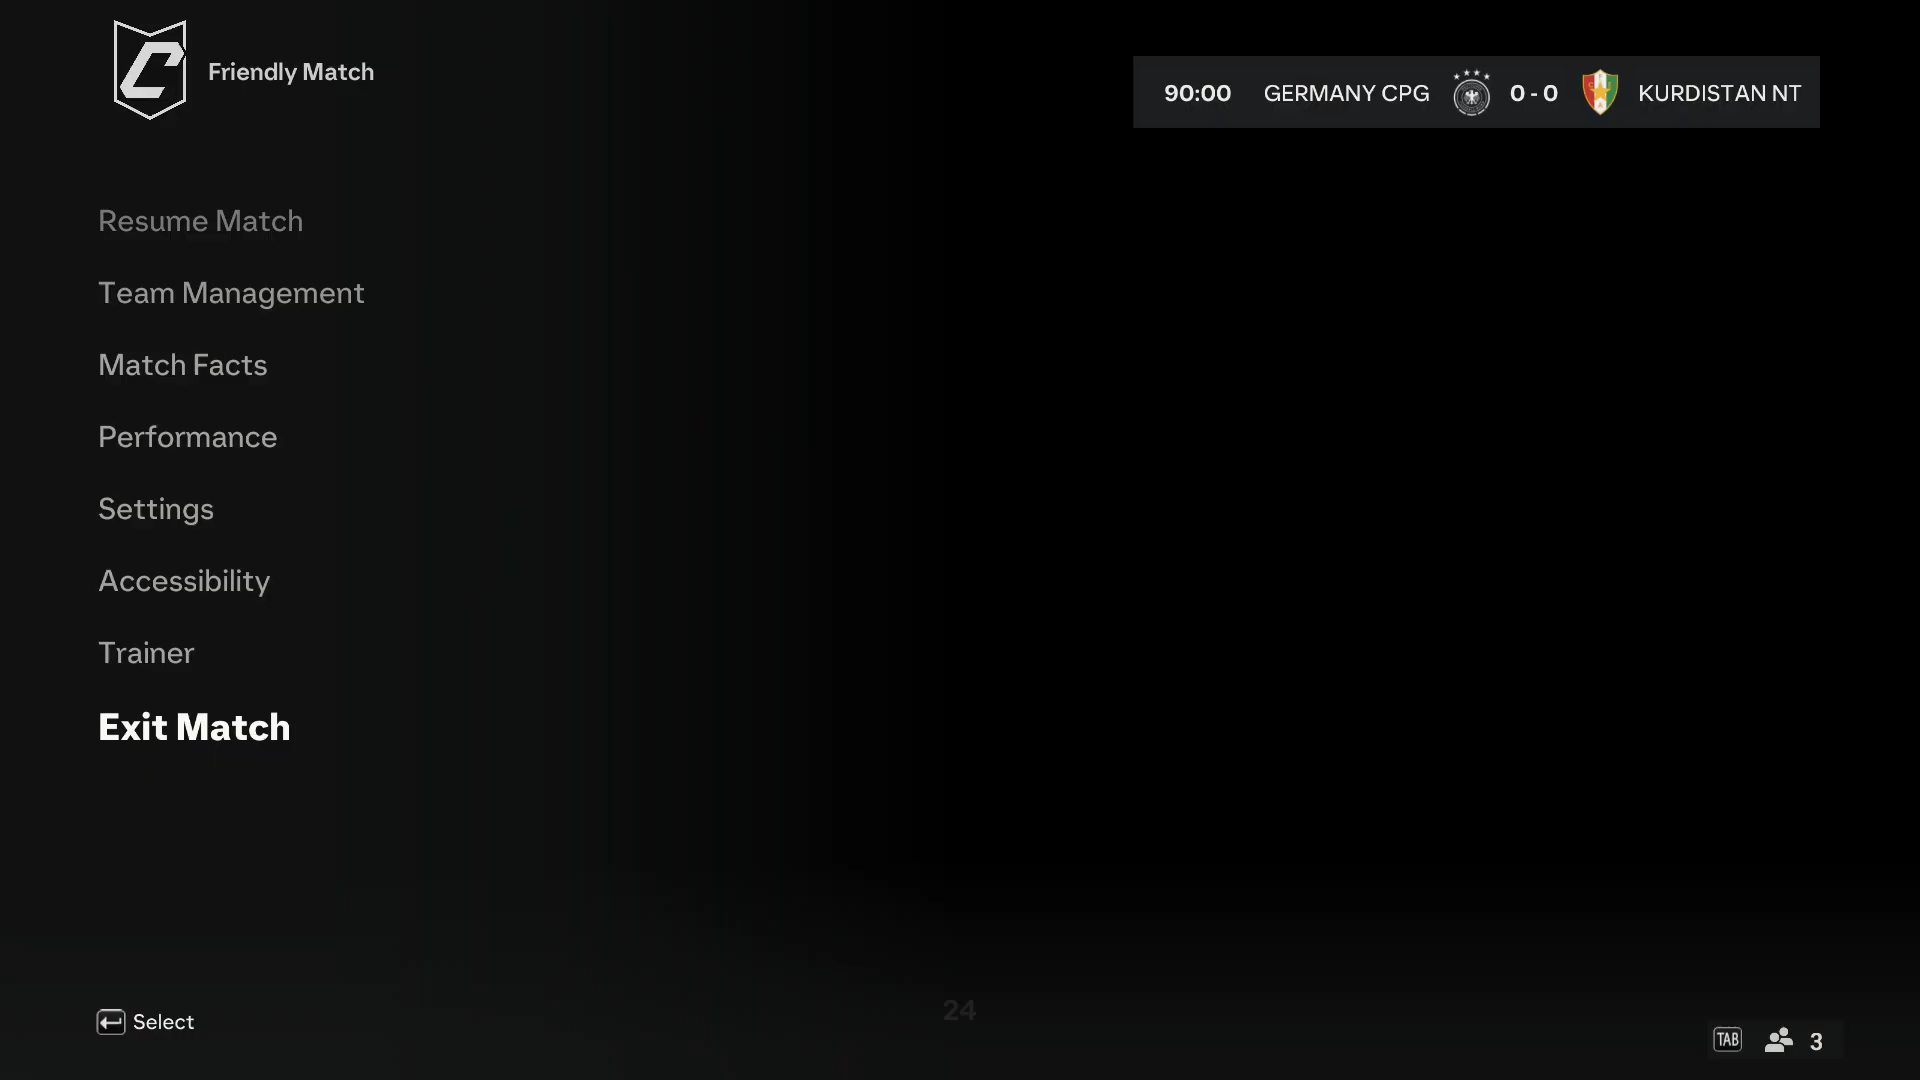 Friendly Match
90:00 GERMANY CPG 0 - 0 KURDISTAN NT
Resume Match
Team Management
Match Facts
Performance
Settings
Accessibility
Trainer
Exit Match
Select
24
TAB 3